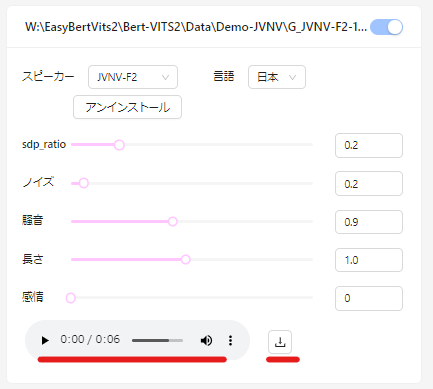 W:\EasyBertVits2\Bert-VITS2\Data\Demo-JVNV\G_JVNV-F2-1...
スピーカー JVNV-F2 言語 日本
アンインストール
sdp_ratio 0.2
ノイズ 0.2
騒音 0.9
長さ 1.0
感情 0
0:00 / 0:06